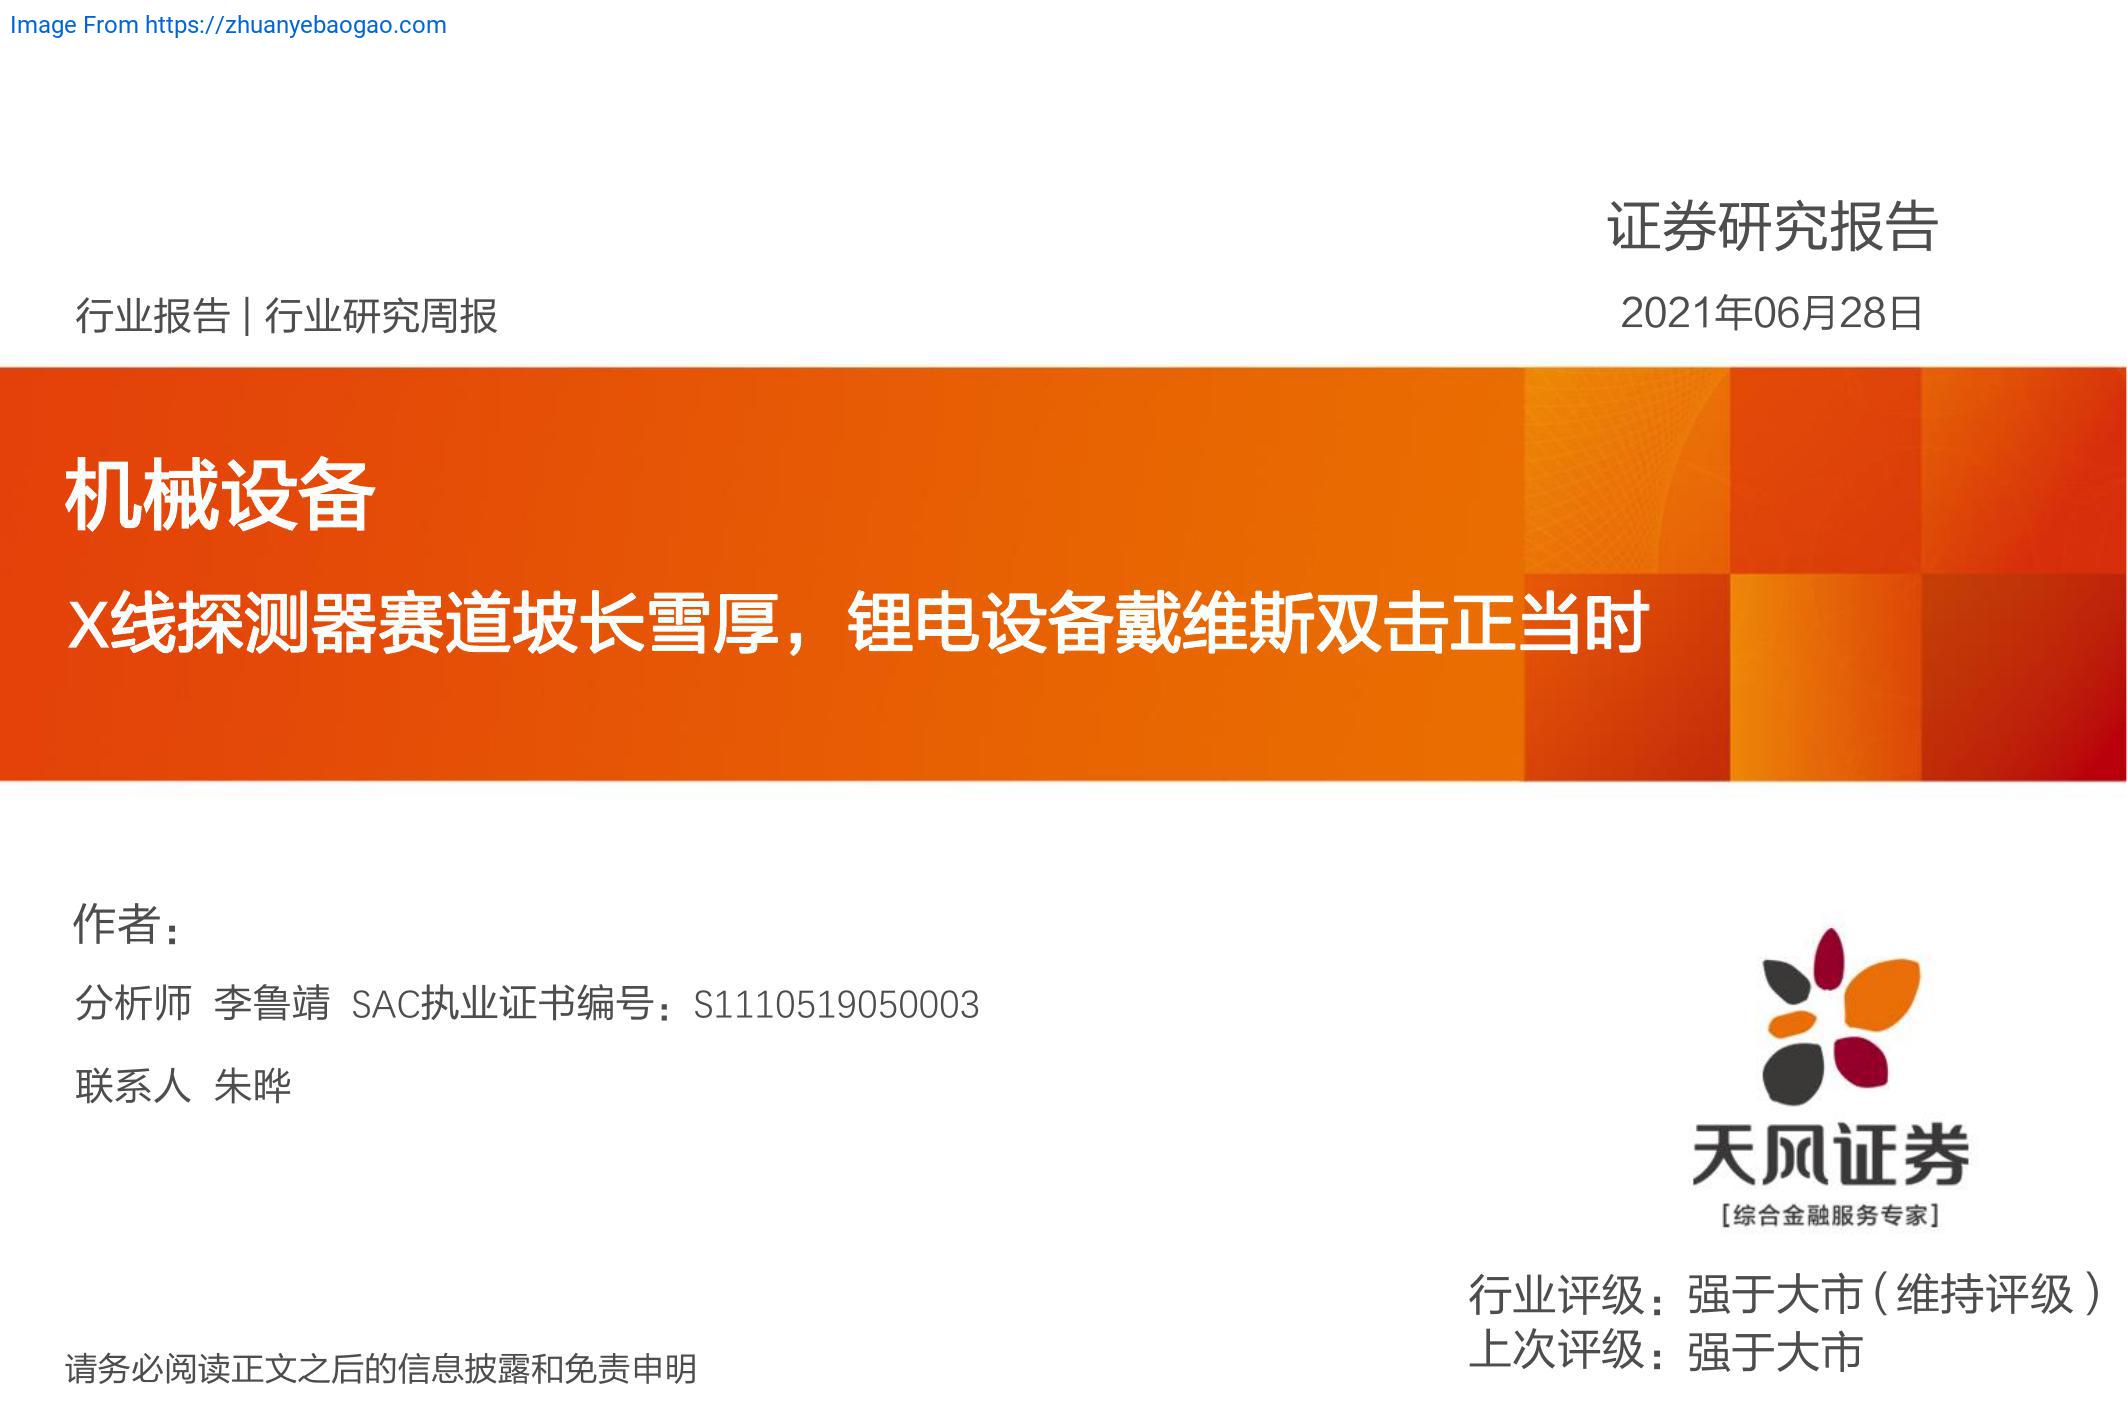 Image From https://zhuanyebaogao.com
证券研究报告
行业报告 | 行业研究周报
2021年06月28日
机械设备
X线探测器赛道坡长雪厚，锂电设备戴维斯双击正当时
作者：
分析师 李鲁靖 SAC执业证书编号：S1110519050003
联系人 朱晔
天风证券
[综合金融服务专家]
行业评级：强于大市（维持评级）
上次评级：强于大市
请务必阅读正文之后的信息披露和免责申明